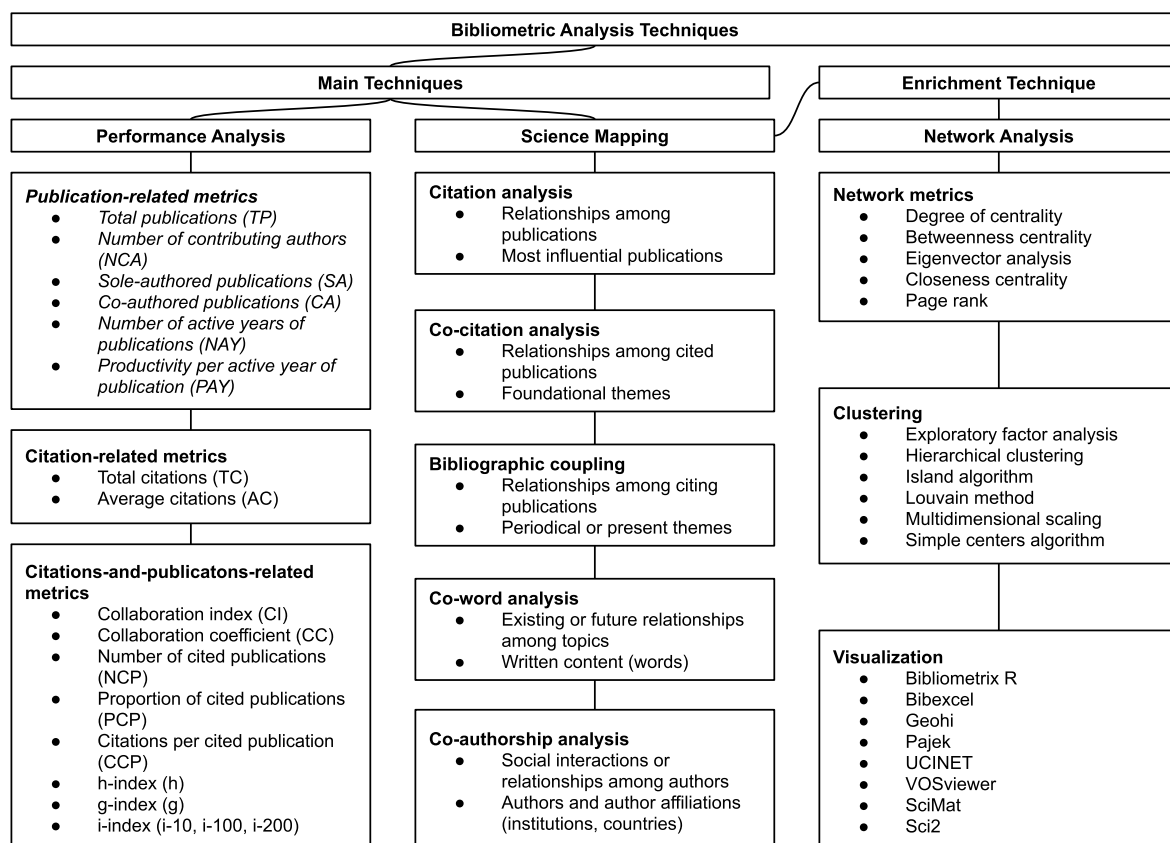 Bibliometric Analysis Techniques
Main Techniques
Enrichment Technique
Performance Analysis
Science Mapping
Network Analysis
Publication-related metrics
● Total publications (TP)
● Number of contributing authors
(NCA)
● Sole-authored publications (SA)
● Co-authored publications (CA)
● Number of active years of
publications (NAY)
● Productivity per active year of
publication (PAY)
Citation-related metrics
● Total citations (TC)
● Average citations (AC)
Citations-and-publicatons-related
metrics
● Collaboration index (CI)
● Collaboration coefficient (CC)
● Number of cited publications
(NCP)
● Proportion of cited publications
(PCP)
● Citations per cited publication
(CCP)
● h-index (h)
● g-index (g)
● i-index (i-10, i-100, i-200)
Citation analysis
● Relationships among
publications
● Most influential publications
Co-citation analysis
● Relationships among cited
publications
● Foundational themes
Bibliographic coupling
● Relationships among citing
publications
● Periodical or present themes
Co-word analysis
● Existing or future relationships
among topics
● Written content (words)
Co-authorship analysis
● Social interactions or
relationships among authors
● Authors and author affiliations
(institutions, countries)
Network metrics
● Degree of centrality
● Betweenness centrality
● Eigenvector analysis
● Closeness centrality
● Page rank
Clustering
● Exploratory factor analysis
● Hierarchical clustering
● Island algorithm
● Louvain method
● Multidimensional scaling
● Simple centers algorithm
Visualization
● Bibliometrix R
● Bibexcel
● Geohi
● Pajek
● UCINET
● VOSviewer
● SciMat
● Sci2